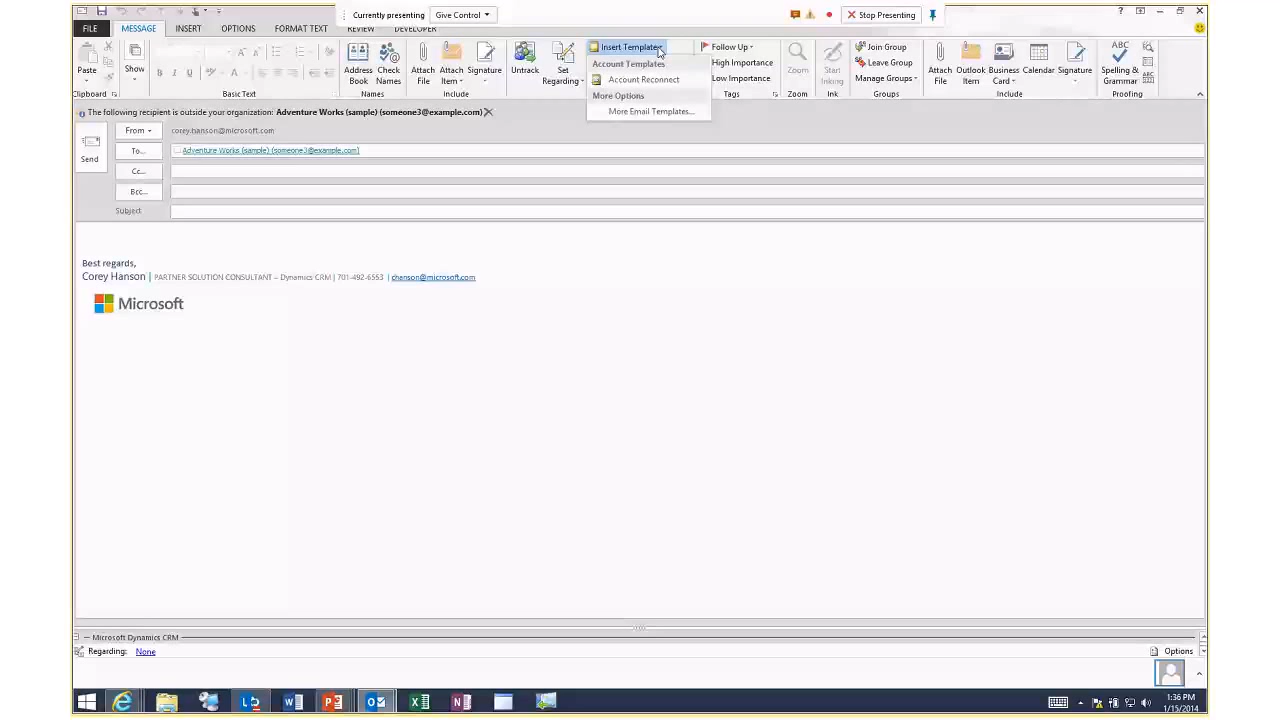 Currently presenting Give Control Stop Presenting
FILE MESSAGE INSERT OPTIONS FORMAT TEXT REVIEW DEVELOPER
Insert Templates Follow Up Join Group
Account Templates High Importance Leave Group
Account Reconnect Low Importance Manage Groups
More Options
More Email Templates...
Paste Show B I U Address Book Check Names Attach File Attach Item Signature Untrack Set Regarding Zoom Start Inking Attach File Outlook Item Business Card Calendar Signature ABC Spelling & Grammar
Clipboard Basic Text Names Include Tags Zoom Ink Groups Include Proofing
The following recipient is outside your organization: Adventure Works (sample) (someone3@example.com)
From corey.hanson@microsoft.com
To... Adventure Works (sample) (someone3@example.com)
Send
Cc...
Bcc...
Subject
Best regards,
Corey Hanson | PARTNER SOLUTION CONSULTANT – Dynamics CRM | 701-492-6553 | chanson@microsoft.com
Microsoft
Microsoft Dynamics CRM
Regarding: None Options
1:36 PM
1/15/2014